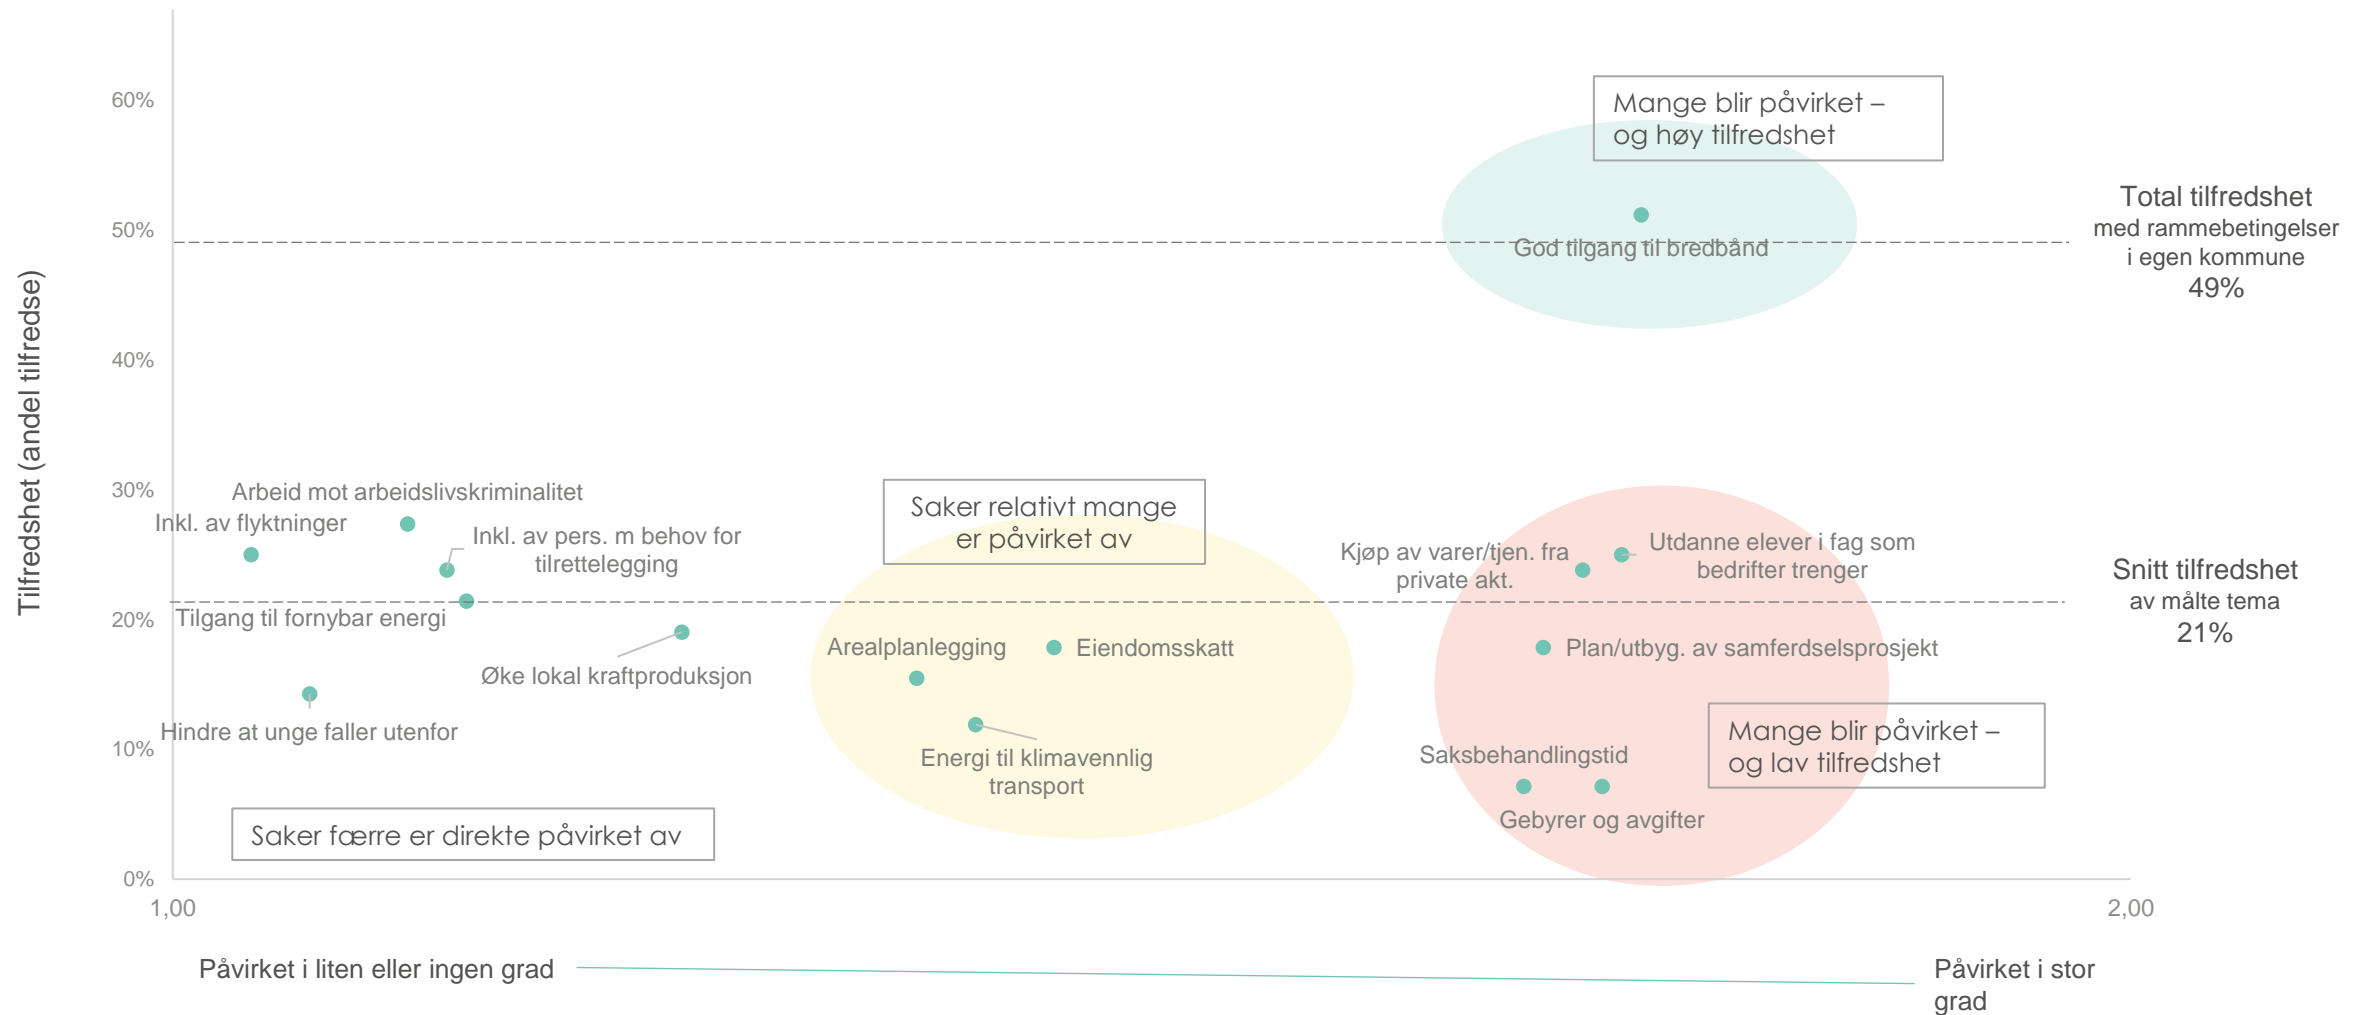 Tilfredshet (andel tilfredse)
60%
50%
40%
30%
20%
10%
0%
1,00
2,00
Påvirket i liten eller ingen grad
Påvirket i stor
grad
Mange blir påvirket –
og høy tilfredshet
God tilgang til bredbånd
Total tilfredshet
med rammebetingelser
i egen kommune
49%
Arbeid mot arbeidslivskriminalitet
Inkl. av flyktninger
Inkl. av pers. m behov for
tilrettelegging
Tilgang til fornybar energi
Øke lokal kraftproduksjon
Hindre at unge faller utenfor
Saker færre er direkte påvirket av
Saker relativt mange
er påvirket av
Arealplanlegging
Eiendomsskatt
Energi til klimavennlig
transport
Kjøp av varer/tjen. fra
private akt.
Utdanne elever i fag som
bedrifter trenger
Plan/utbyg. av samferdselsprosjekt
Mange blir påvirket –
og lav tilfredshet
Saksbehandlingstid
Gebyrer og avgifter
Snitt tilfredshet
av målte tema
21%